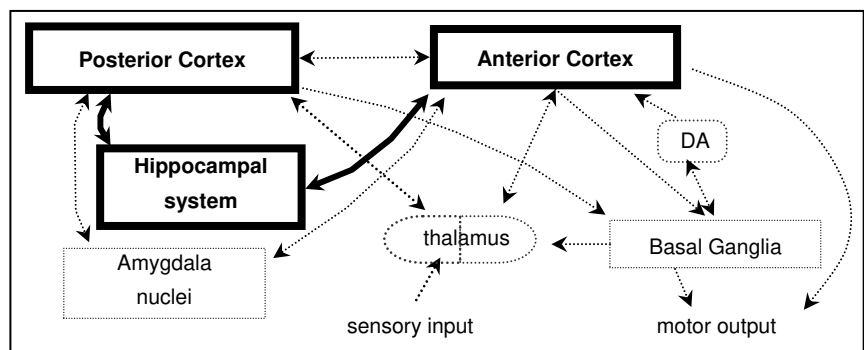 Posterior Cortex
Anterior Cortex
DA
Hippocampal
system
thalamus
Basal Ganglia
Amygdala
nuclei
sensory input
motor output